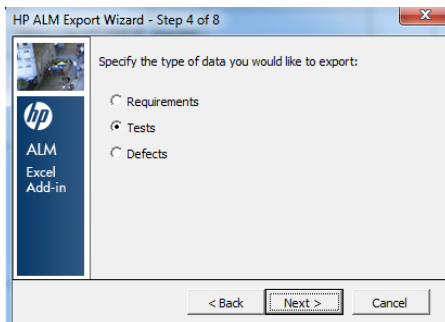 HP ALM Export Wizard - Step 4 of 8
Specify the type of data you would like to export:
Requirements
Tests
Defects
hp
ALM
Excel
Add-in
< Back
Next >
Cancel